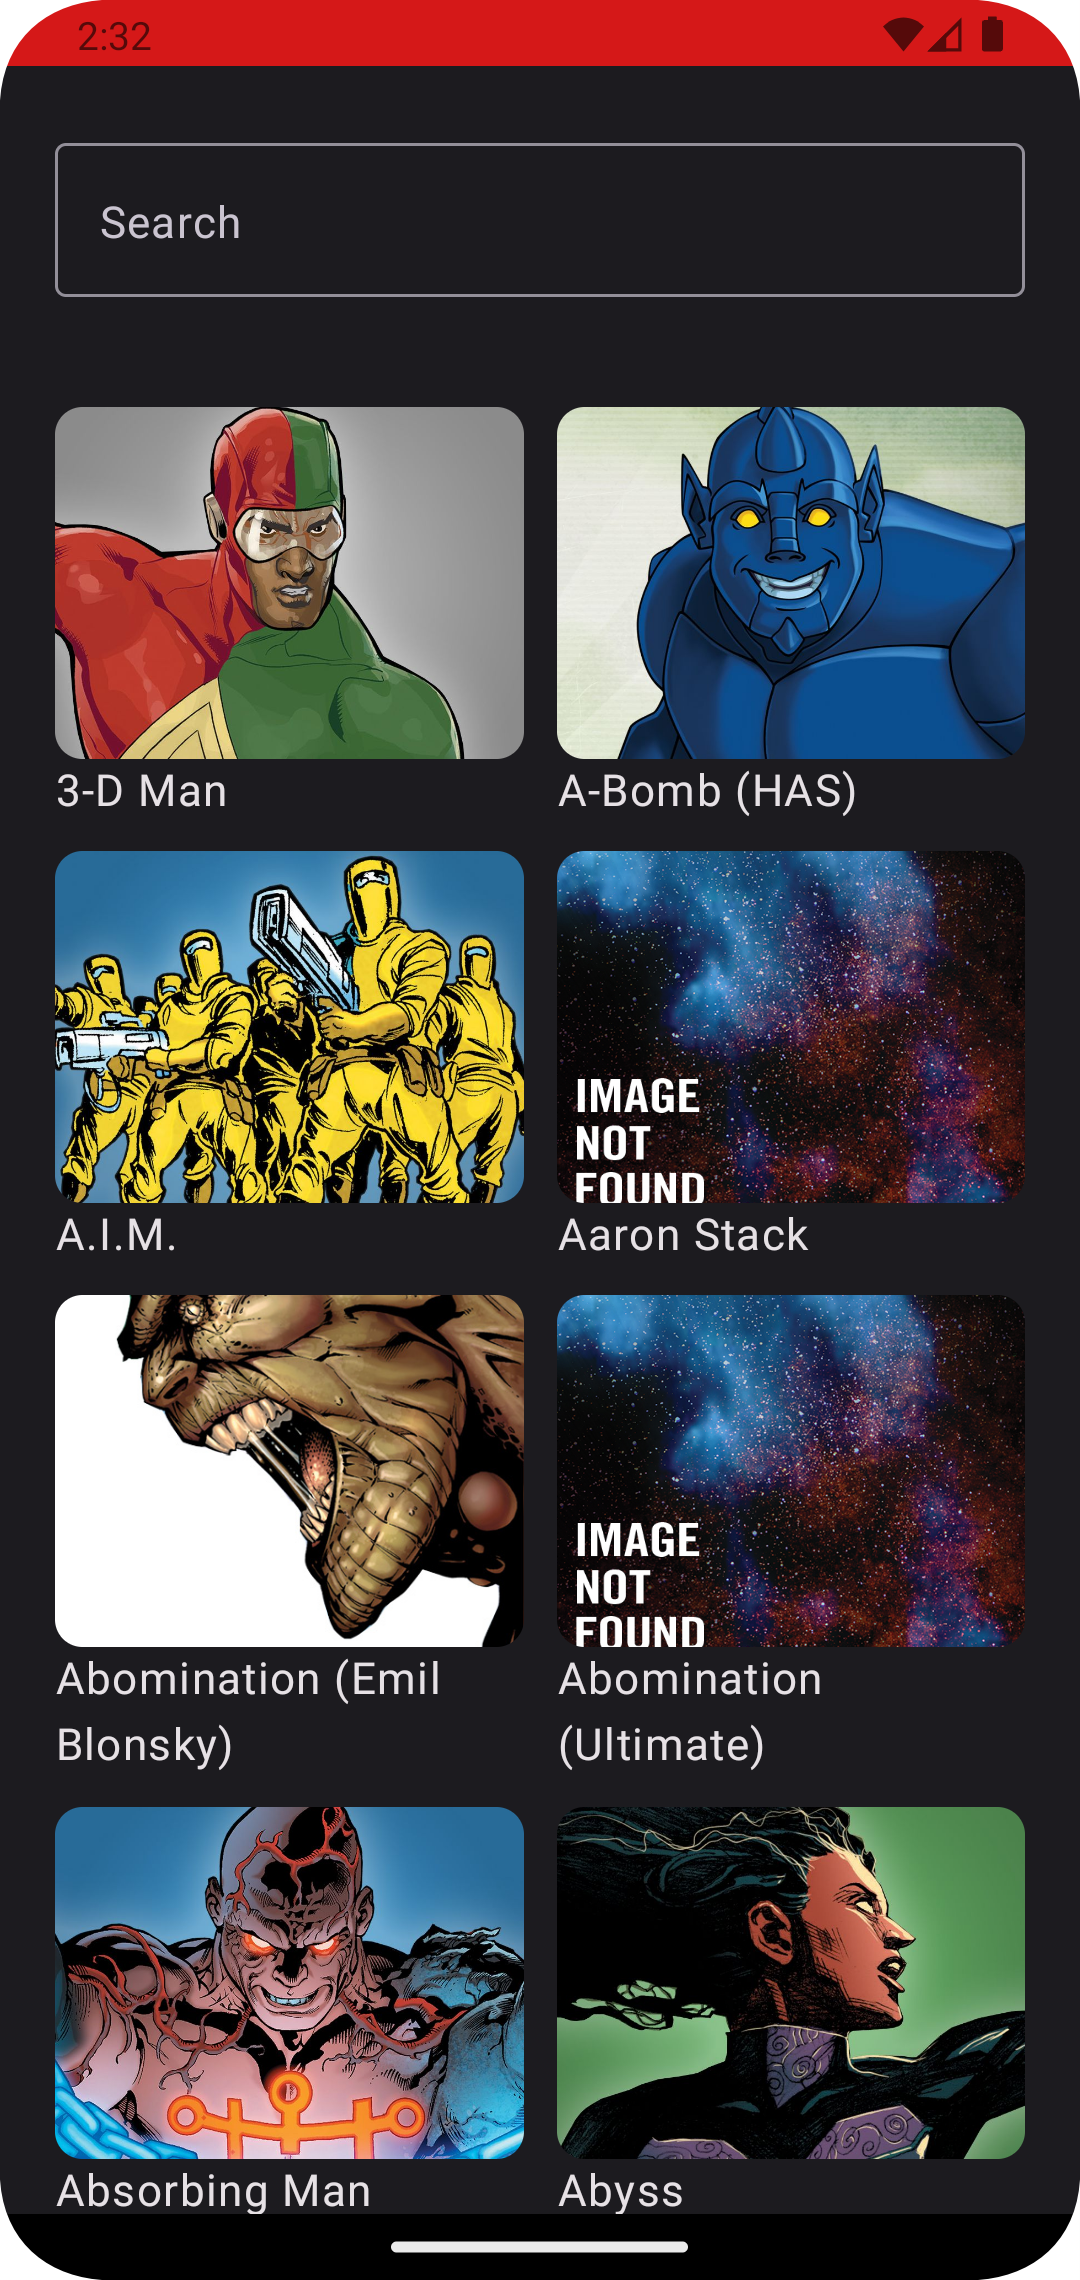 2:32
Search
3-D Man
A-Bomb (HAS)
A.I.M.
IMAGE
NOT
FOUND
Aaron Stack
Abomination (Emil
Blonsky)
IMAGE
NOT
FOUND
Abomination
(Ultimate)
Absorbing Man
Abyss